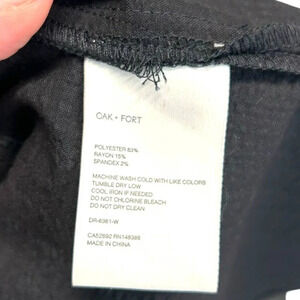 OAK + FORT
POLYESTER 83%
RAYON 15%
SPANDEX 2%
MACHINE WASH COLD WITH LIKE COLORS
TUMBLE DRY LOW
COOL IRON IF NEEDED
DO NOT CHLORINE BLEACH
DO NOT DRY CLEAN
DR-6361-W
CA52692 RN148386
MADE IN CHINA